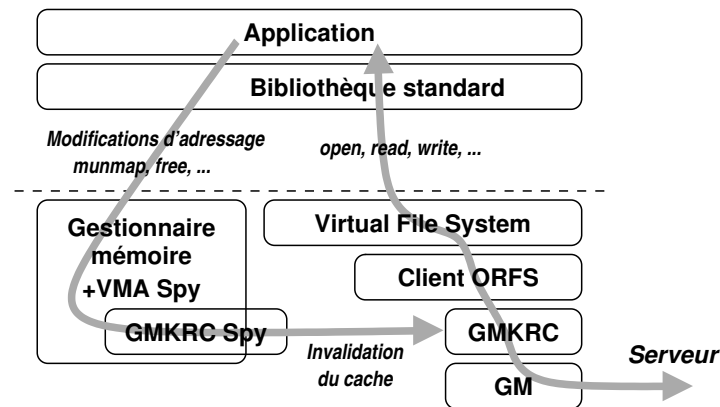 Application
Bibliothèque standard
Modifications d'adressage
munmap, free, ...
open, read, write, ...
Gestionnaire
mémoire
+VMA Spy
GMKRC Spy
Virtual File System
Client ORFS
GMKRC
GM
Invalidation
du cache
Serveur